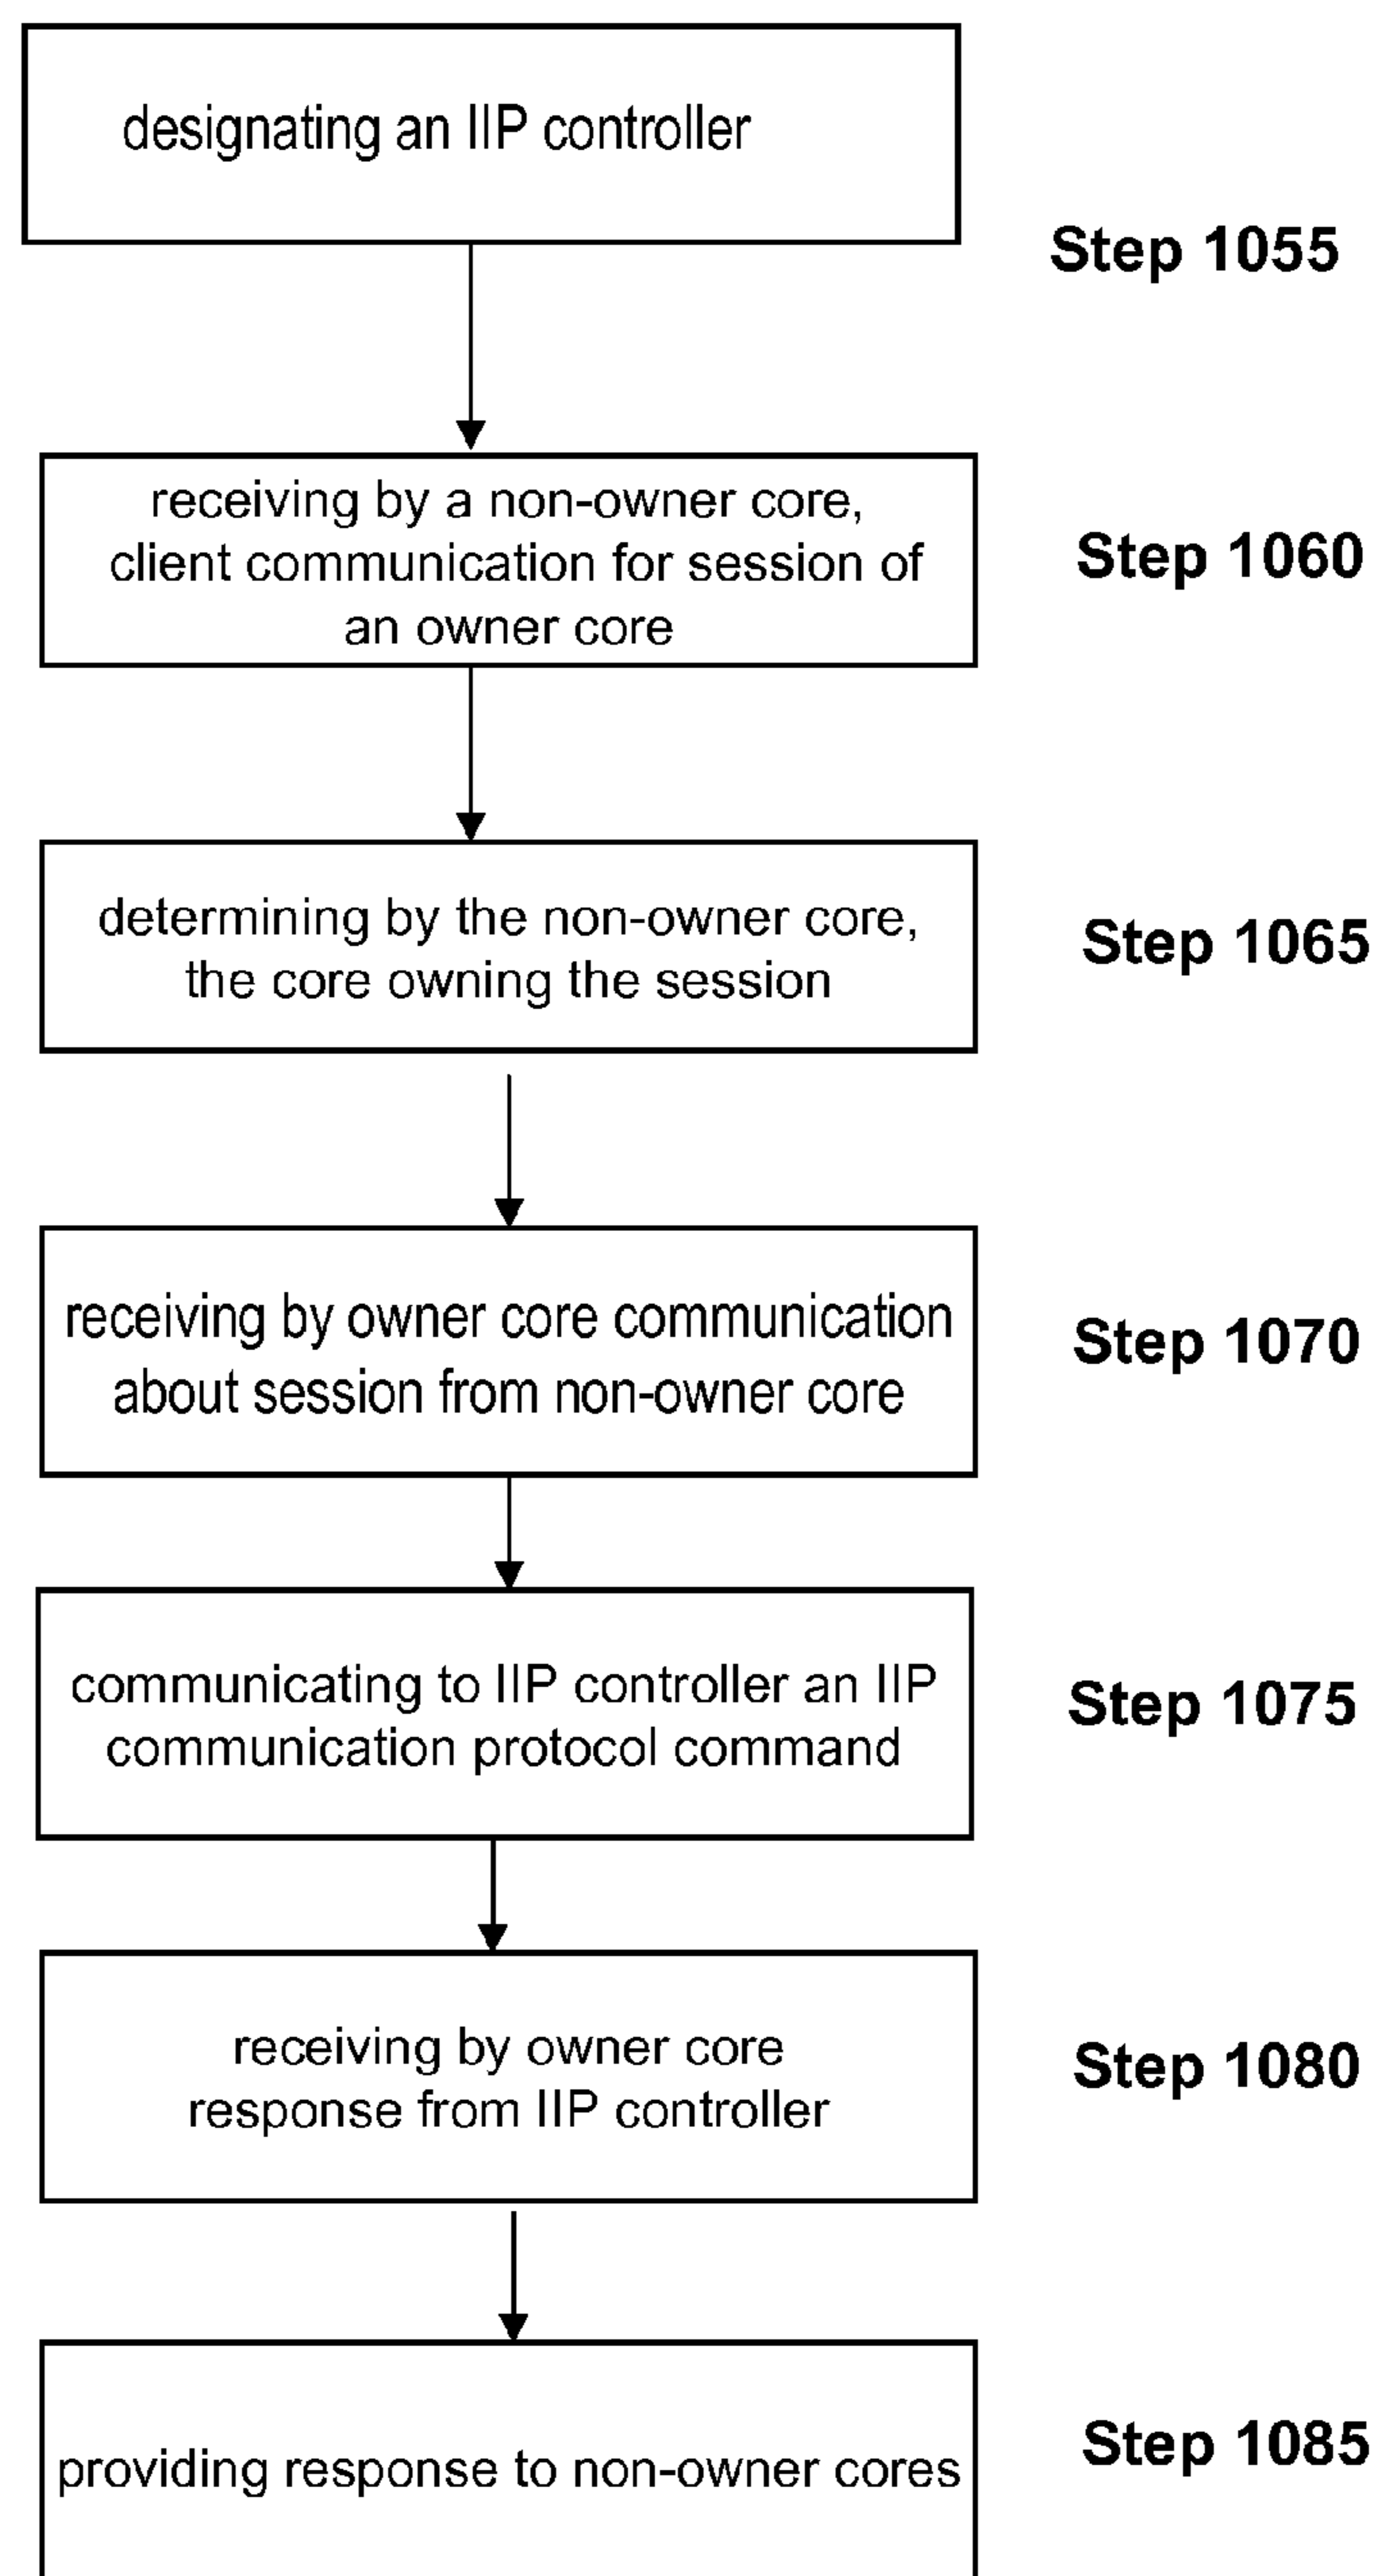 designating an IIP controller
Step 1055
receiving by a non-owner core,
client communication for session of
an owner core
Step 1060
determining by the non-owner core,
the core owning the session
Step 1065
receiving by owner core communication
about session from non-owner core
Step 1070
communicating to IIP controller an IIP
communication protocol command
Step 1075
receiving by owner core
response from IIP controller
Step 1080
providing response to non-owner cores
Step 1085